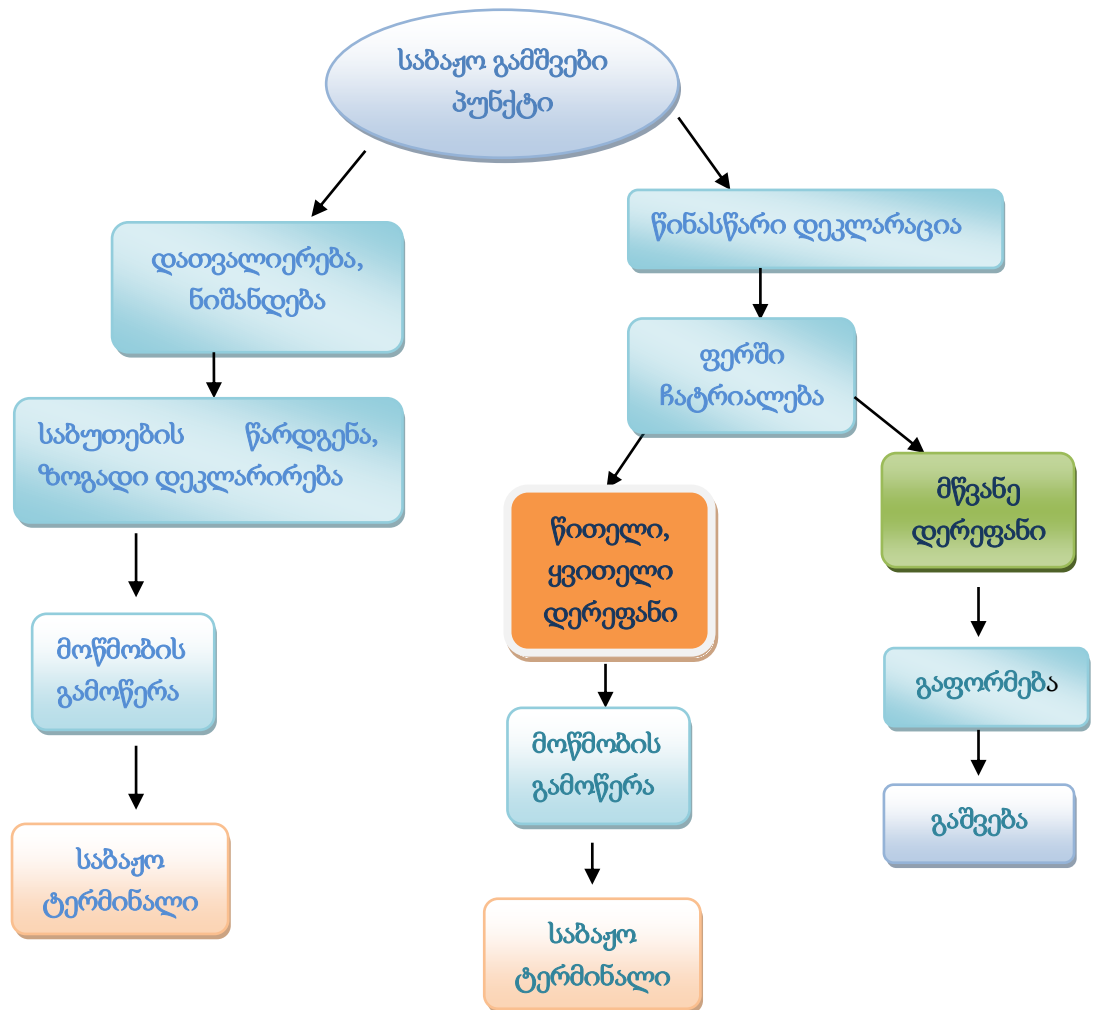 საბაჟო გამშვები
პუნქტი
დათვალიერება,
ნიშანდება
საბუთების წარდგენა,
ზოგადი დეკლარირება
მოწმობის
გამოწერა
საბაჟო
ტერმინალი
წინასწარი დეკლარაცია
ფერში
ჩატრიალება
წითელი,
ყვითელი
დერეფანი
მოწმობის
გამოწერა
საბაჟო
ტერმინალი
მწვანე
დერეფანი
გაფორმება
გაშვება